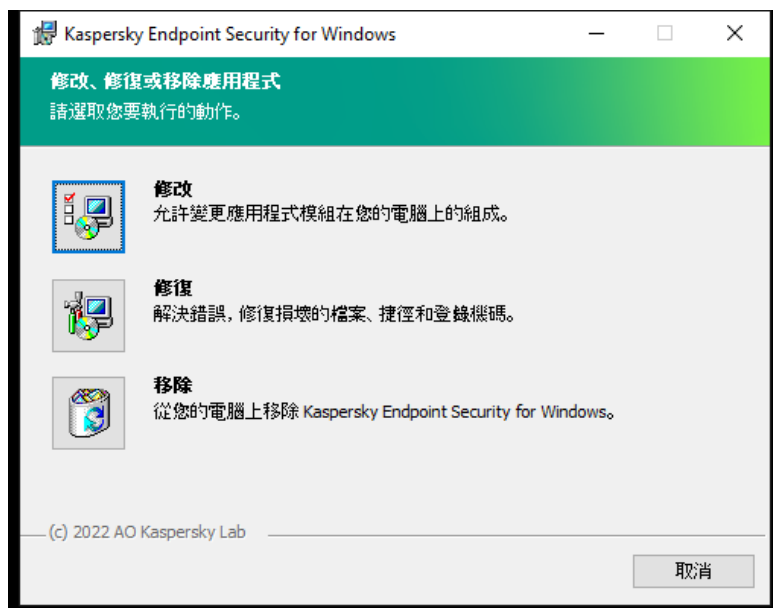 Kaspersky Endpoint Security for Windows
修改、修復或移除應用程式
請選取您要執行的動作。
修改
允許變更應用程式模組在您的電腦上的組成。
修復
解決錯誤，修復損壞的檔案、捷徑和登錄機碼。
移除
從您的電腦上移除 Kaspersky Endpoint Security for Windows。
(c) 2022 AO Kaspersky Lab
取消